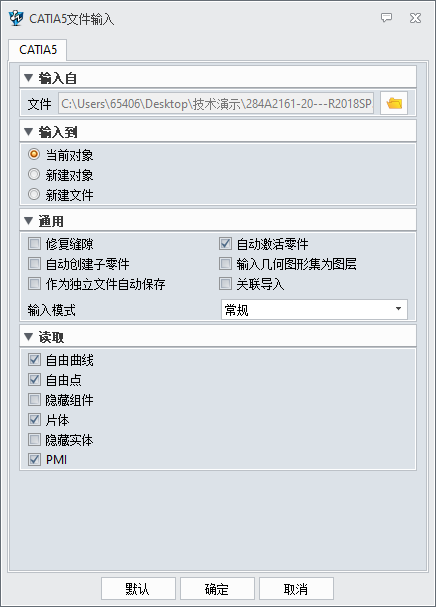 CATIA5文件输入
CATIA5
输入自
文件 C:\Users\65406\Desktop\技术演示\284A2161-20---R2018SP
输入到
当前对象
新建对象
新建文件
通用
修复缝隙 自动激活零件
自动创建子零件 输入几何图形集为图层
作为独立文件自动保存 关联导入
输入模式 常规
读取
自由曲线
自由点
隐藏组件
片体
隐藏实体
PMI
默认 确定 取消